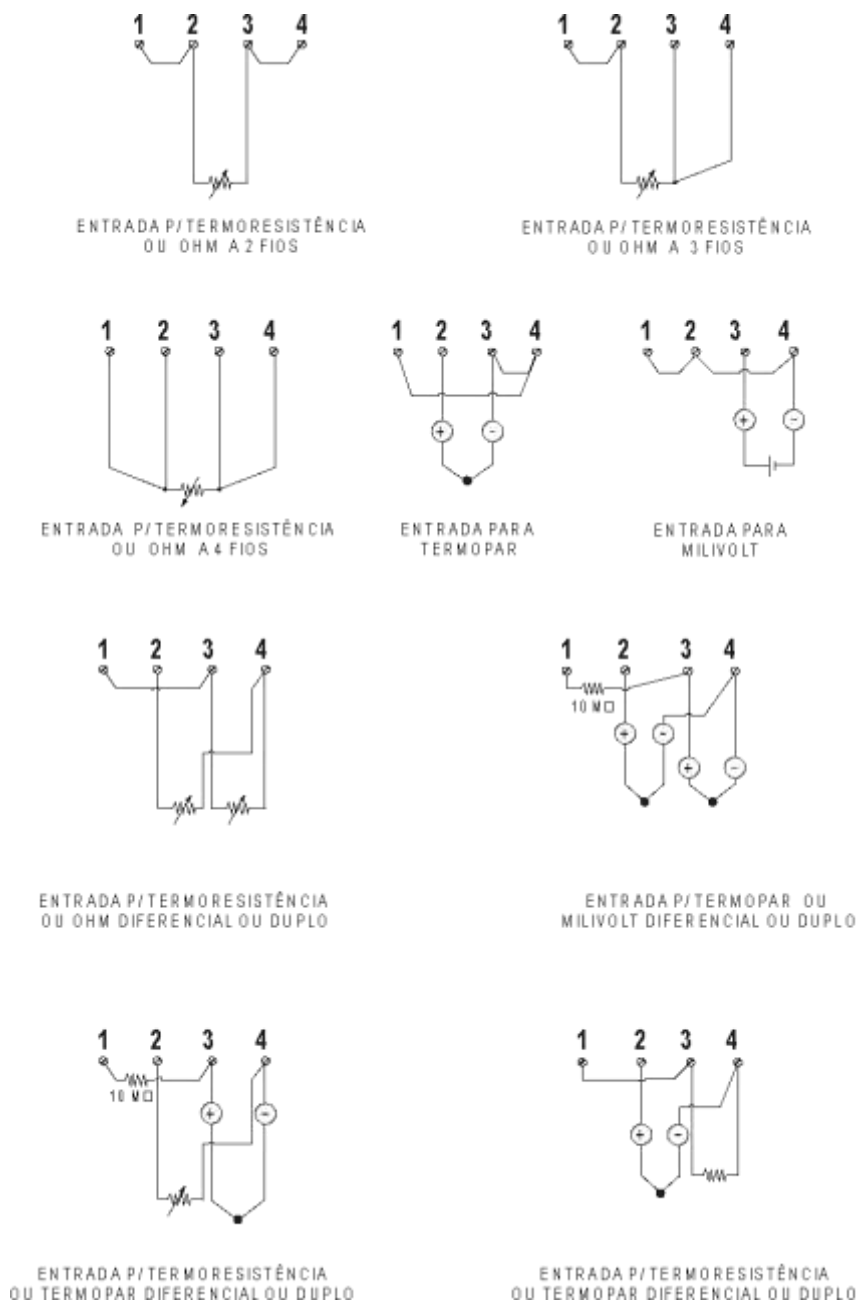 1 2 3 4
1 2 3 4
ENTRADA P/ TERMORESISTÊNCIA
OU OHM A 2 FIOS
ENTRADA P/ TERMORESISTÊNCIA
OU OHM A 3 FIOS
1 2 3 4
1 2 3 4
1 2 3 4
+ -
+ -
ENTRADA P/ TERMORESISTÊNCIA
OU OHM A 4 FIOS
ENTRADA PARA
TERMOPAR
ENTRADA PARA
MILIVOLT
1 2 3 4
1 2 3 4
10 M□
+ -
+ -
ENTRADA P/ TERMORESISTÊNCIA
OU OHM DIFERENCIAL OU DUPLO
ENTRADA P/ TERMOPAR OU
MILIVOLT DIFERENCIAL OU DUPLO
1 2 3 4
1 2 3 4
10 M□
+ -
+ -
ENTRADA P/ TERMORESISTÊNCIA
OU TERMOPAR DIFERENCIAL OU DUPLO
ENTRADA P/ TERMORESISTÊNCIA
OU TERMOPAR DIFERENCIAL OU DUPLO